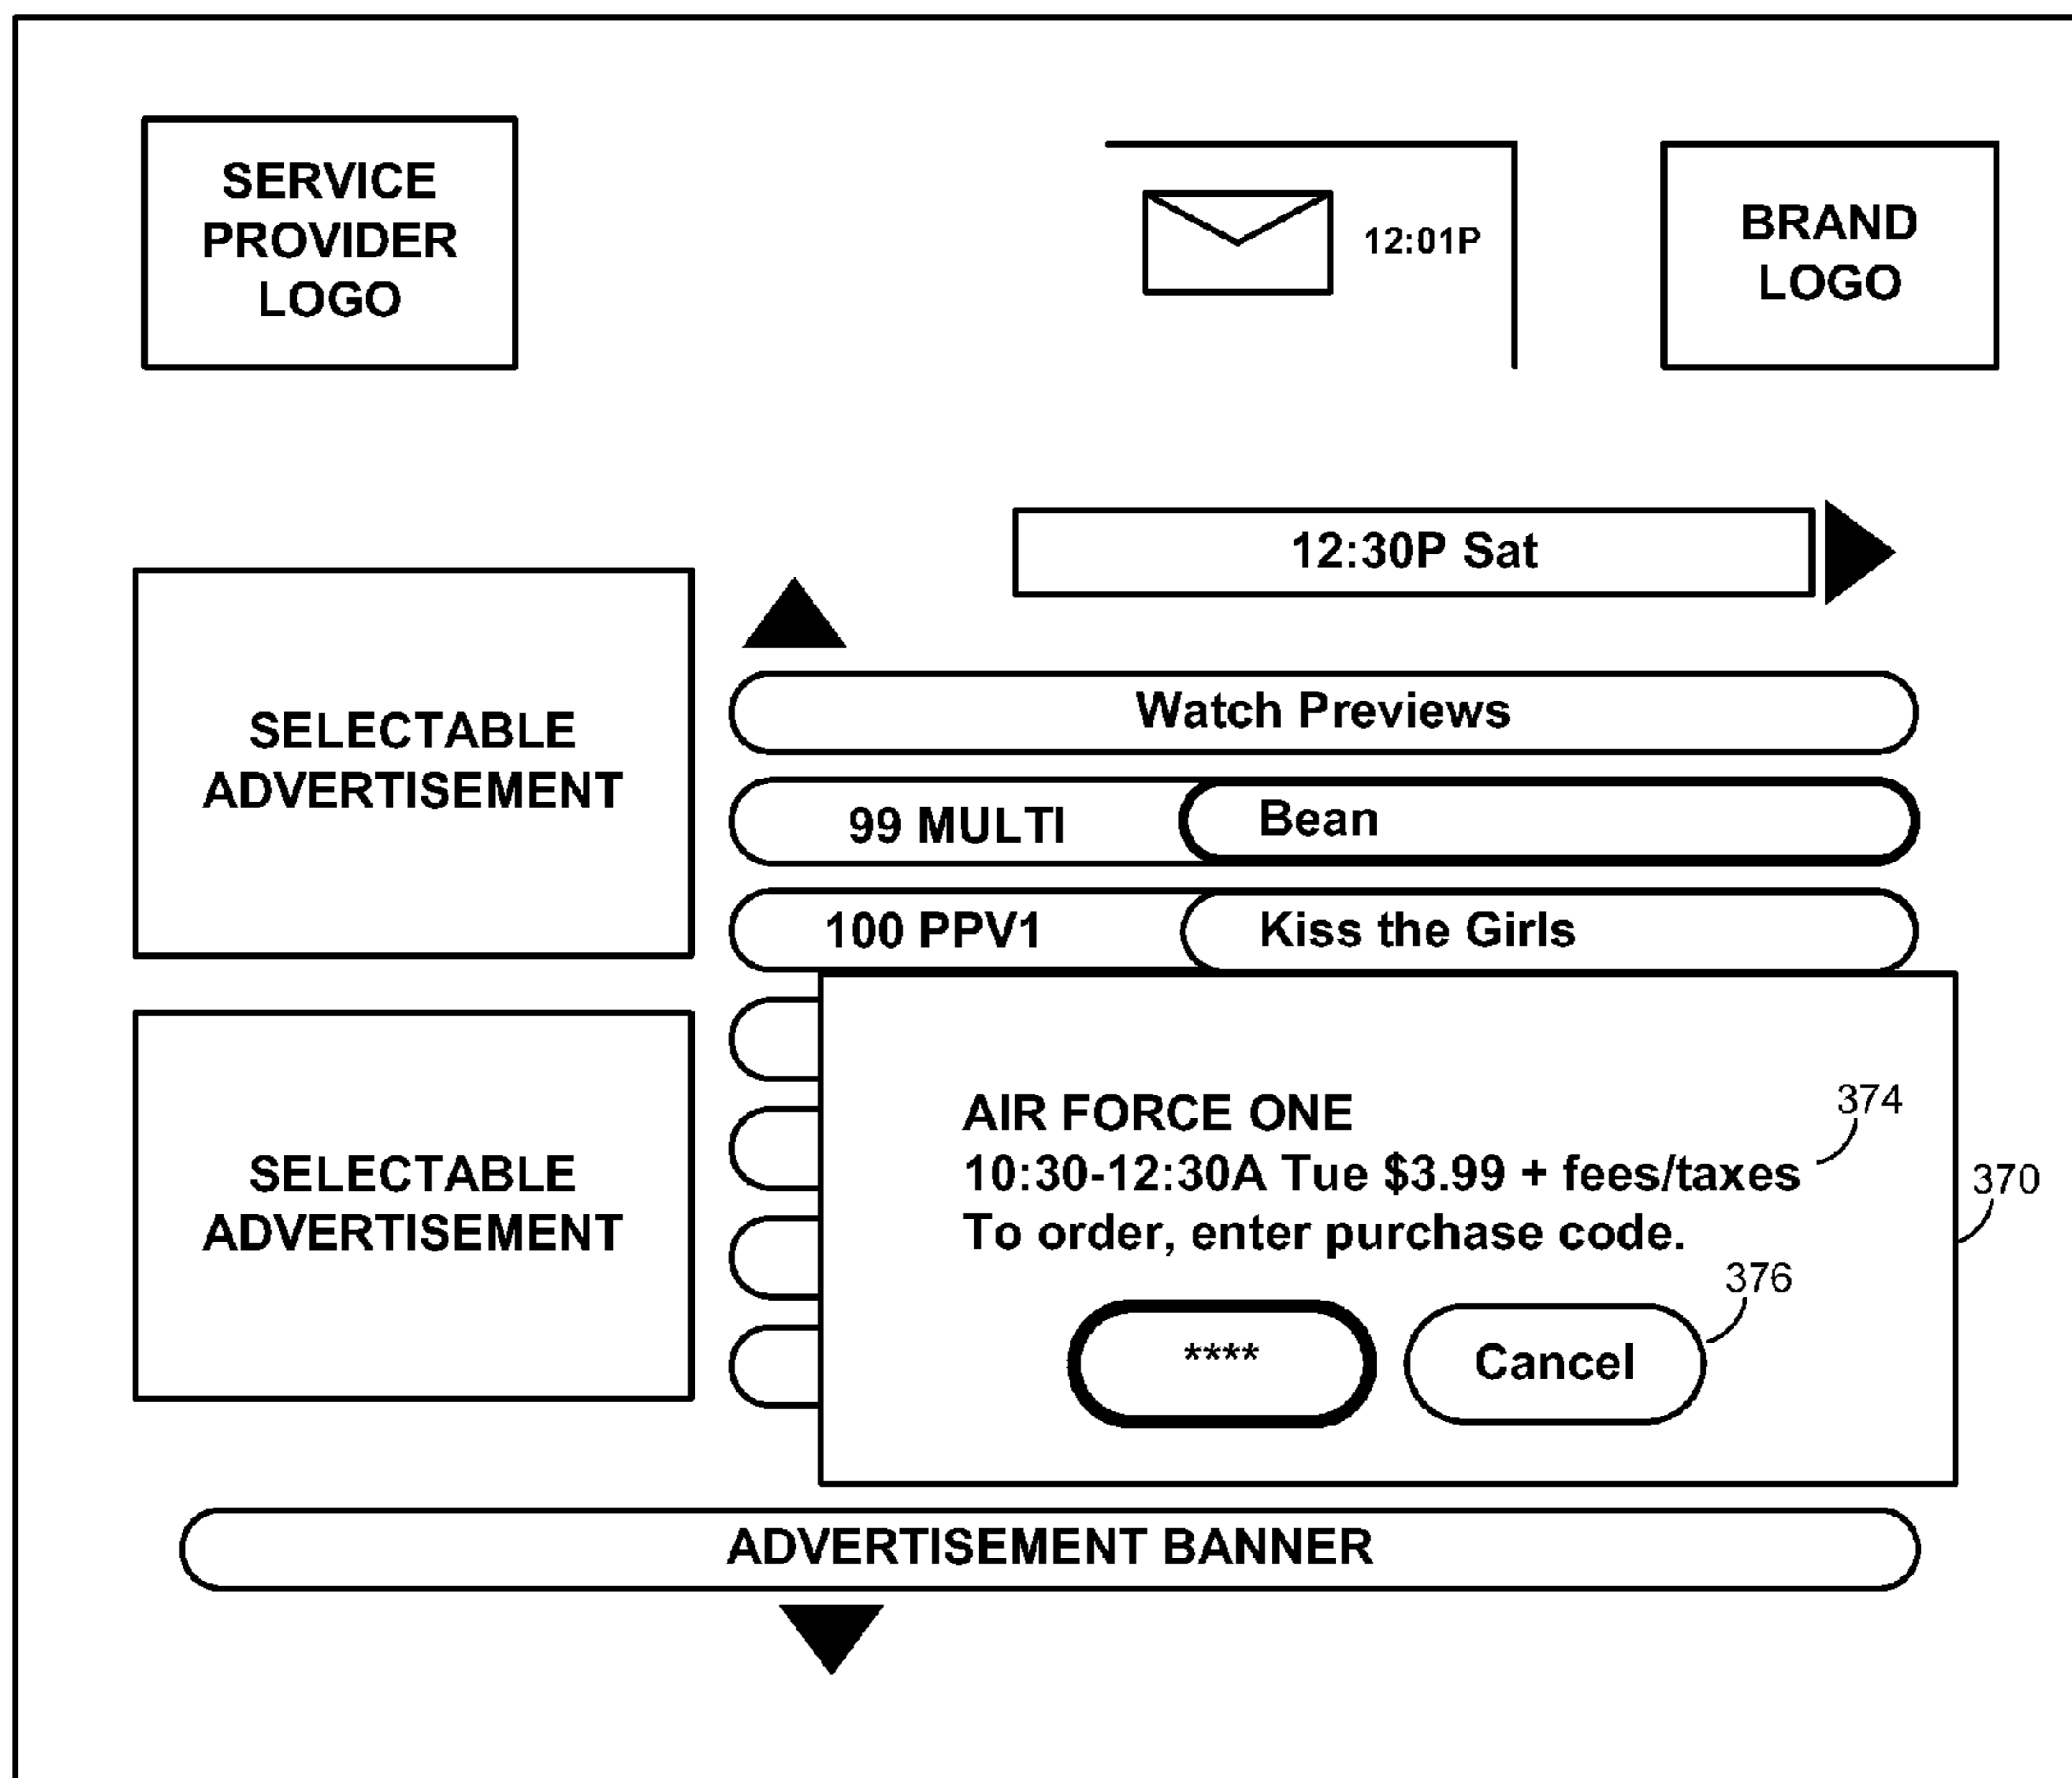 SERVICE
PROVIDER
LOGO
12:01P
BRAND
LOGO
12:30P Sat
SELECTABLE
ADVERTISEMENT
Watch Previews
99 MULTI Bean
100 PPV1 Kiss the Girls
SELECTABLE
ADVERTISEMENT
AIR FORCE ONE
374
10:30-12:30A Tue $3.99 + fees/taxes
370
To order, enter purchase code.
376
**** Cancel
ADVERTISEMENT BANNER